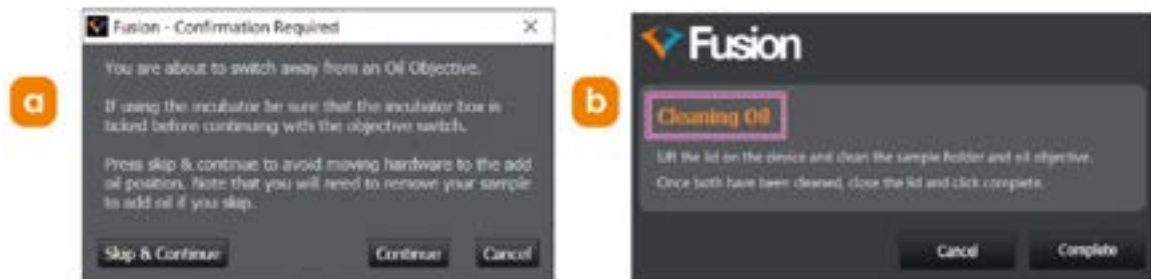 a
Fusion - Confirmation Required
You are about to switch away from an Oil Objective.
If using the incubator be sure that the incubator box is
ticked before continuing with the objective switch.
Press skip & continue to avoid moving hardware to the add
oil position. Note that you will need to remove your sample
to add oil if you skip.
Skip & Continue
Continue
Cancel
b
Fusion
Cleaning Oil
Lift the lid on the device and clean the sample holder and oil objective.
Once both have been cleaned, close the lid and click complete.
Cancel
Complete